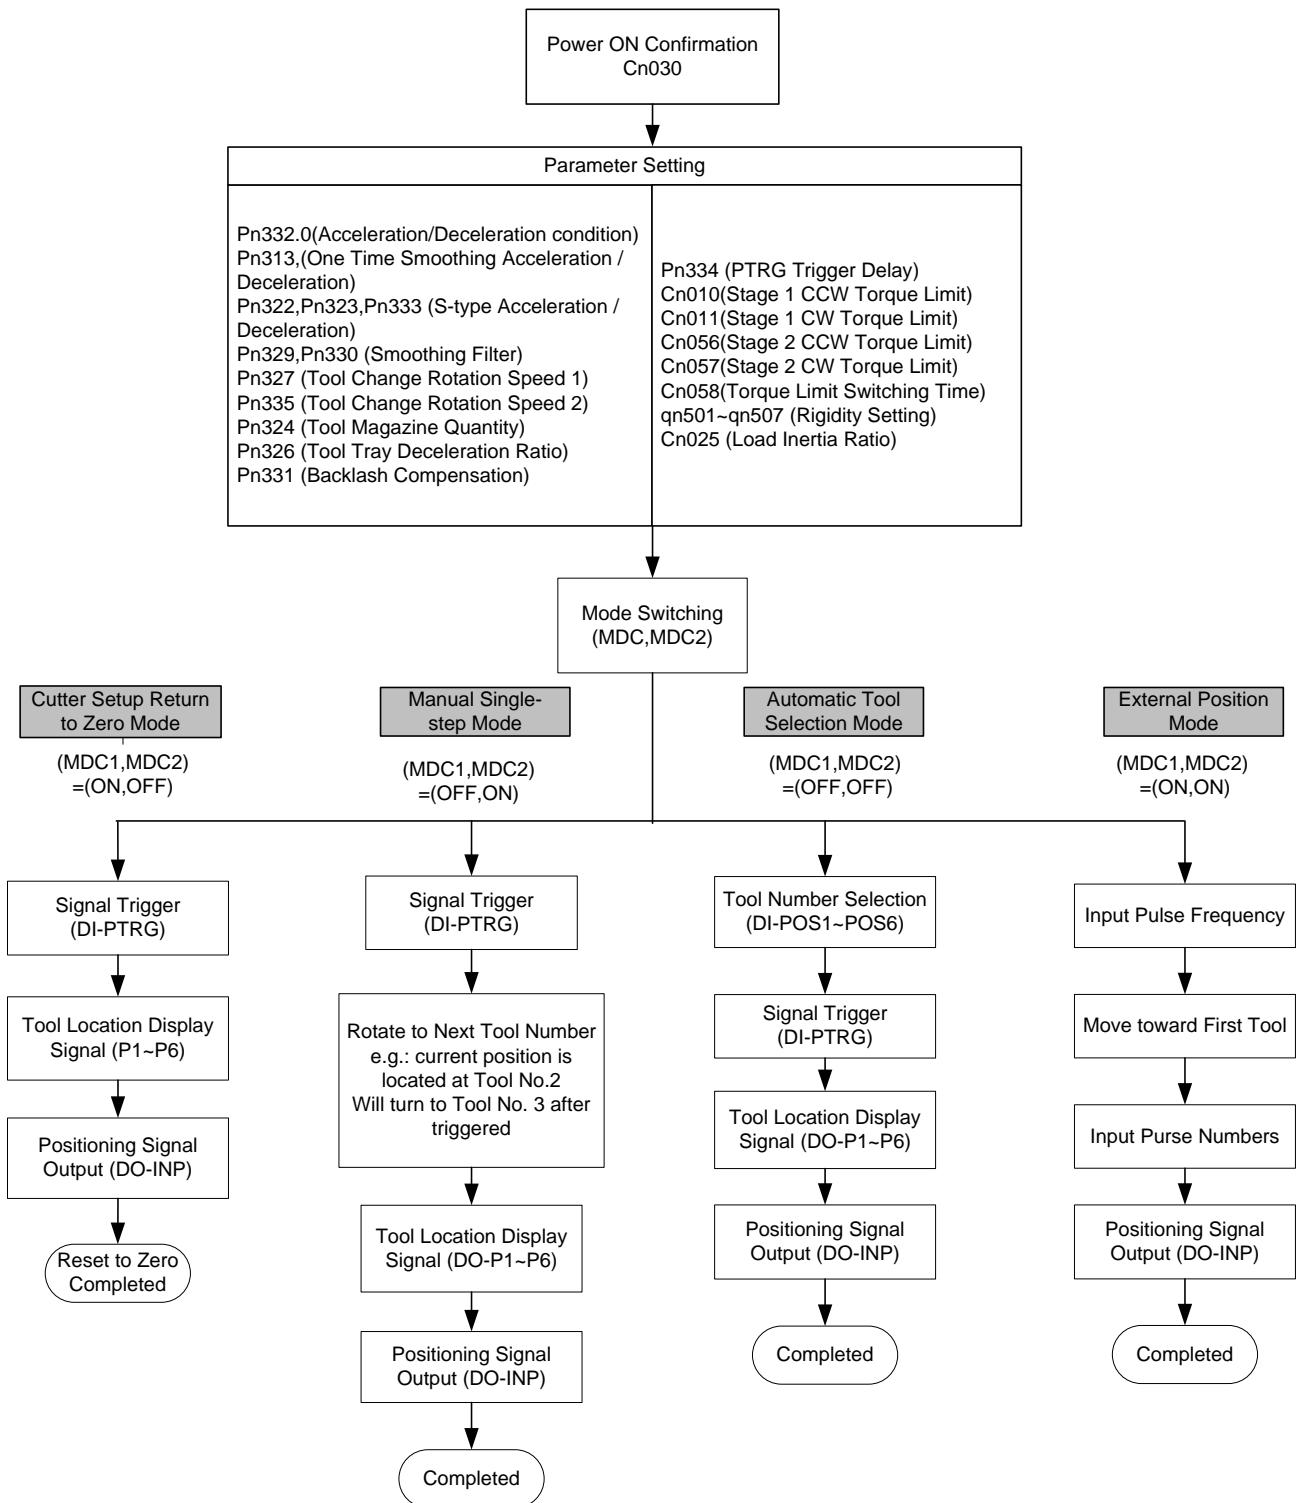 Power ON Confirmation
Cn030
Parameter Setting
Pn332.0(Acceleration/Deceleration condition)
Pn313,(One Time Smoothing Acceleration /
Deceleration)
Pn322,Pn323,Pn333 (S-type Acceleration /
Deceleration)
Pn329,Pn330 (Smoothing Filter)
Pn327 (Tool Change Rotation Speed 1)
Pn335 (Tool Change Rotation Speed 2)
Pn324 (Tool Magazine Quantity)
Pn326 (Tool Tray Deceleration Ratio)
Pn331 (Backlash Compensation)
Pn334 (PTRG Trigger Delay)
Cn010(Stage 1 CCW Torque Limit)
Cn011(Stage 1 CW Torque Limit)
Cn056(Stage 2 CCW Torque Limit)
Cn057(Stage 2 CW Torque Limit)
Cn058(Torque Limit Switching Time)
qn501~qn507 (Rigidity Setting)
Cn025 (Load Inertia Ratio)
Mode Switching
(MDC,MDC2)
Cutter Setup Return
to Zero Mode
(MDC1,MDC2)
=(ON,OFF)
Signal Trigger
(DI-PTRG)
Tool Location Display
Signal (P1~P6)
Positioning Signal
Output (DO-INP)
Reset to Zero
Completed
Manual Single-
step Mode
(MDC1,MDC2)
=(OFF,ON)
Signal Trigger
(DI-PTRG)
Rotate to Next Tool Number
e.g.: current position is
located at Tool No.2
Will turn to Tool No. 3 after
triggered
Tool Location Display
Signal (DO-P1~P6)
Positioning Signal
Output (DO-INP)
Completed
Automatic Tool
Selection Mode
(MDC1,MDC2)
=(OFF,OFF)
Tool Number Selection
(DI-POS1~POS6)
Signal Trigger
(DI-PTRG)
Tool Location Display
Signal (DO-P1~P6)
Positioning Signal
Output (DO-INP)
Completed
External Position
Mode
(MDC1,MDC2)
=(ON,ON)
Input Pulse Frequency
Move toward First Tool
Input Purse Numbers
Positioning Signal
Output (DO-INP)
Completed